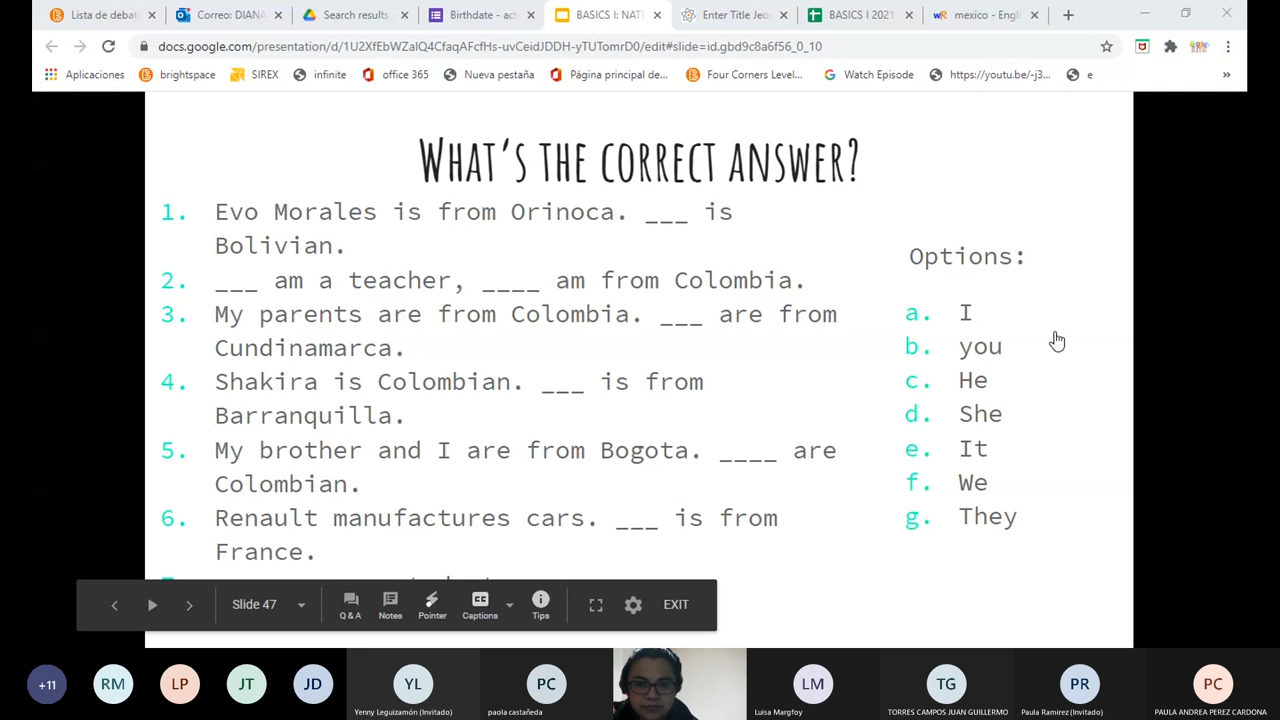 Lista de debat
Correo: DIANA
Search results
Birthdate - act
BASICS I: NAT
Enter Title Jeop
BASICS I 2021
mexico - Engli
docs.google.com/presentation/d/1U2XfEbWZaIQ4CfaqAFcfHs-uvCeidJDDH-yTUTomrD0/edit#slide=id.gbd9c8a6f56_0_10
Aplicaciones
brightspace
SIREX
infinite
office 365
Nueva pestaña
Página principal de...
Four Corners Level...
Watch Episode
https://youtu.be/-j3...
e
»
What's the correct answer?
1. Evo Morales is from Orinoca. ___ is
Bolivian.
2. ___ am a teacher, ____ am from Colombia.
3. My parents are from Colombia. ___ are from
Cundinamarca.
4. Shakira is Colombian. ___ is from
Barranquilla.
5. My brother and I are from Bogota. ____ are
Colombian.
6. Renault manufactures cars. ___ is from
France.
Options:
a. I
b. you
c. He
d. She
e. It
f. We
g. They
Slide 47
Q & A
Notes
Pointer
Captions
Tips
EXIT
+11
RM
LP
JT
JD
YL
Yenny Leguizamón (Invitado)
PC
paola castañeda
LM
Luisa Margfoy
TG
TORRES CAMPOS JUAN GUILLERMO
PR
Paula Ramirez (Invitado)
PC
PAULA ANDREA PEREZ CARDONA